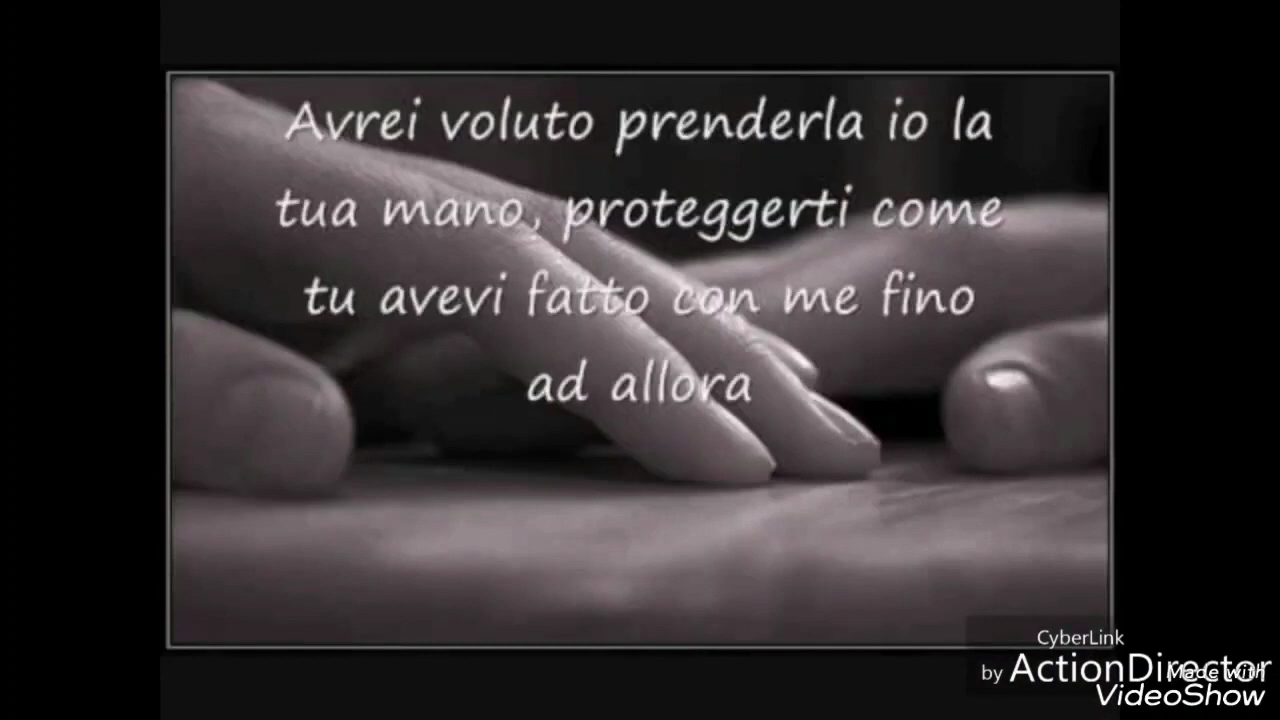 Avrei voluto prenderla io la
tua mano, proteggerti come
tu avevi fatto con me fino
ad allora
CyberLink
by ActionDirector
Made with
VideoShow